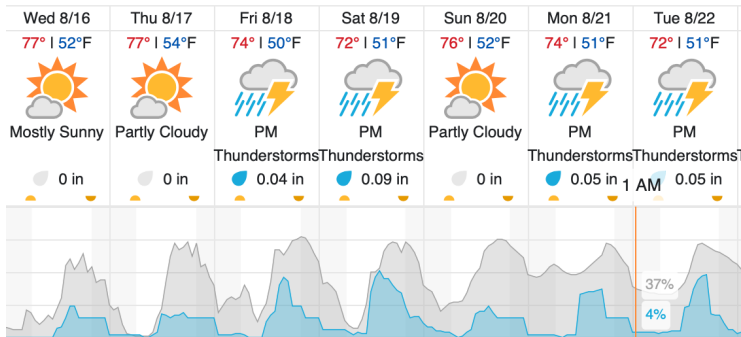 Wed 8/16 Thu 8/17 Fri 8/18 Sat 8/19 Sun 8/20 Mon 8/21 Tue 8/22
77° | 52°F 77° | 54°F 74° | 50°F 72° | 51°F 76° | 52°F 74° | 51°F 72° | 51°F
Mostly Sunny Partly Cloudy PM PM Partly Cloudy PM PM
Thunderstorms Thunderstorms Thunderstorms Thunderstorms
0 in 0 in 0.04 in 0.09 in 0 in 0.05 in 0.05 in
1 AM
37%
4%